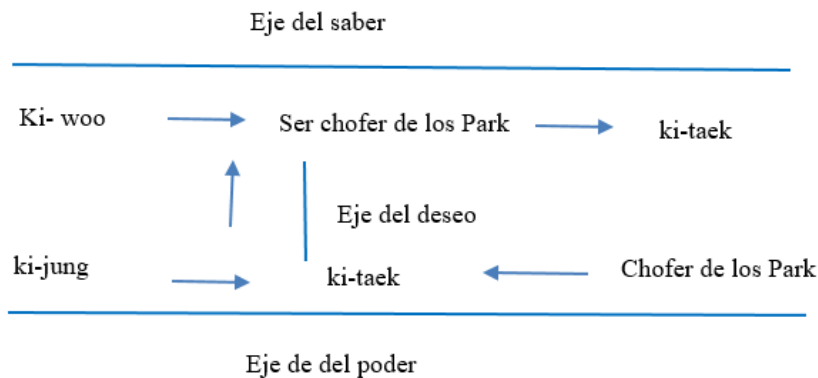 Eje del saber
Ki- woo
Ser chofer de los Park
ki-taek
Eje del deseo
ki-jung
ki-taek
Chofer de los Park
Eje de del poder